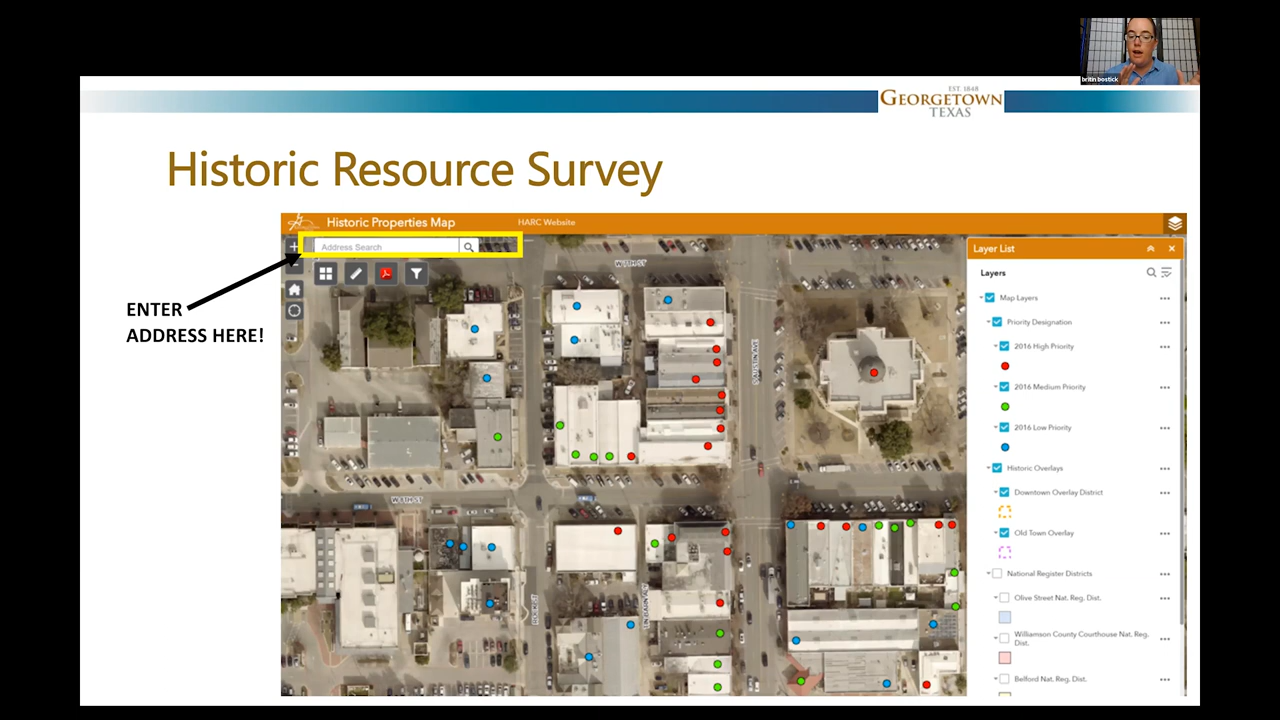 britin bostick
EST. 1848
GEORGETOWN
TEXAS
Historic Resource Survey
Historic Properties Map
HARC Website
Address Search
ENTER
ADDRESS HERE!
W 7TH ST
S AUSTIN AVE
W 8TH ST
Layer List
Layers
Map Layers
Priority Designation
2016 High Priority
2016 Medium Priority
2016 Low Priority
Historic Overlays
Downtown Overlay District
Old Town Overlay
National Register Districts
Olive Street Nat. Reg. Dist.
Williamson County Courthouse Nat. Reg.
Dist.
Belford Nat. Reg. Dist.